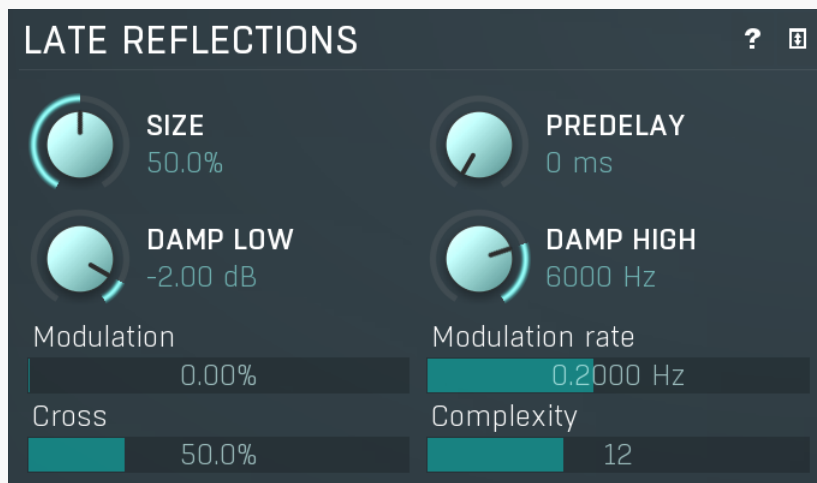 LATE REFLECTIONS ?
SIZE
50.0%
PREDELAY
0 ms
DAMP LOW
-2.00 dB
DAMP HIGH
6000 Hz
Modulation
0.00%
Modulation rate
0.2000 Hz
Cross
50.0%
Complexity
12